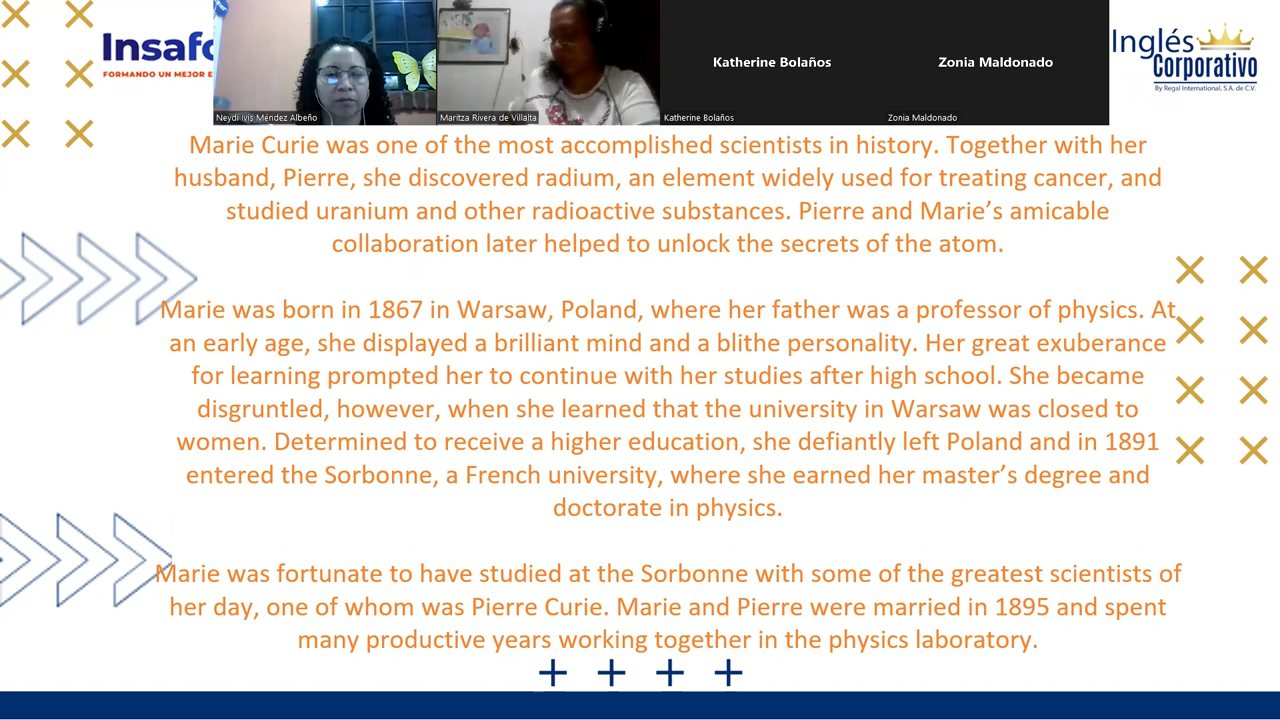 Insafo
FORMANDO UN MEJOR E
Katherine Bolaños
Zonia Maldonado
Inglés
Corporativo
By Regal International, S.A. de C.V.
Neydi Ivis Méndez Albeño
Maritza Rivera de Villalta
Katherine Bolaños
Zonia Maldonado
Marie Curie was one of the most accomplished scientists in history. Together with her
husband, Pierre, she discovered radium, an element widely used for treating cancer, and
studied uranium and other radioactive substances. Pierre and Marie’s amicable
collaboration later helped to unlock the secrets of the atom.
Marie was born in 1867 in Warsaw, Poland, where her father was a professor of physics. At
an early age, she displayed a brilliant mind and a blithe personality. Her great exuberance
for learning prompted her to continue with her studies after high school. She became
disgruntled, however, when she learned that the university in Warsaw was closed to
women. Determined to receive a higher education, she defiantly left Poland and in 1891
entered the Sorbonne, a French university, where she earned her master’s degree and
doctorate in physics.
Marie was fortunate to have studied at the Sorbonne with some of the greatest scientists of
her day, one of whom was Pierre Curie. Marie and Pierre were married in 1895 and spent
many productive years working together in the physics laboratory.